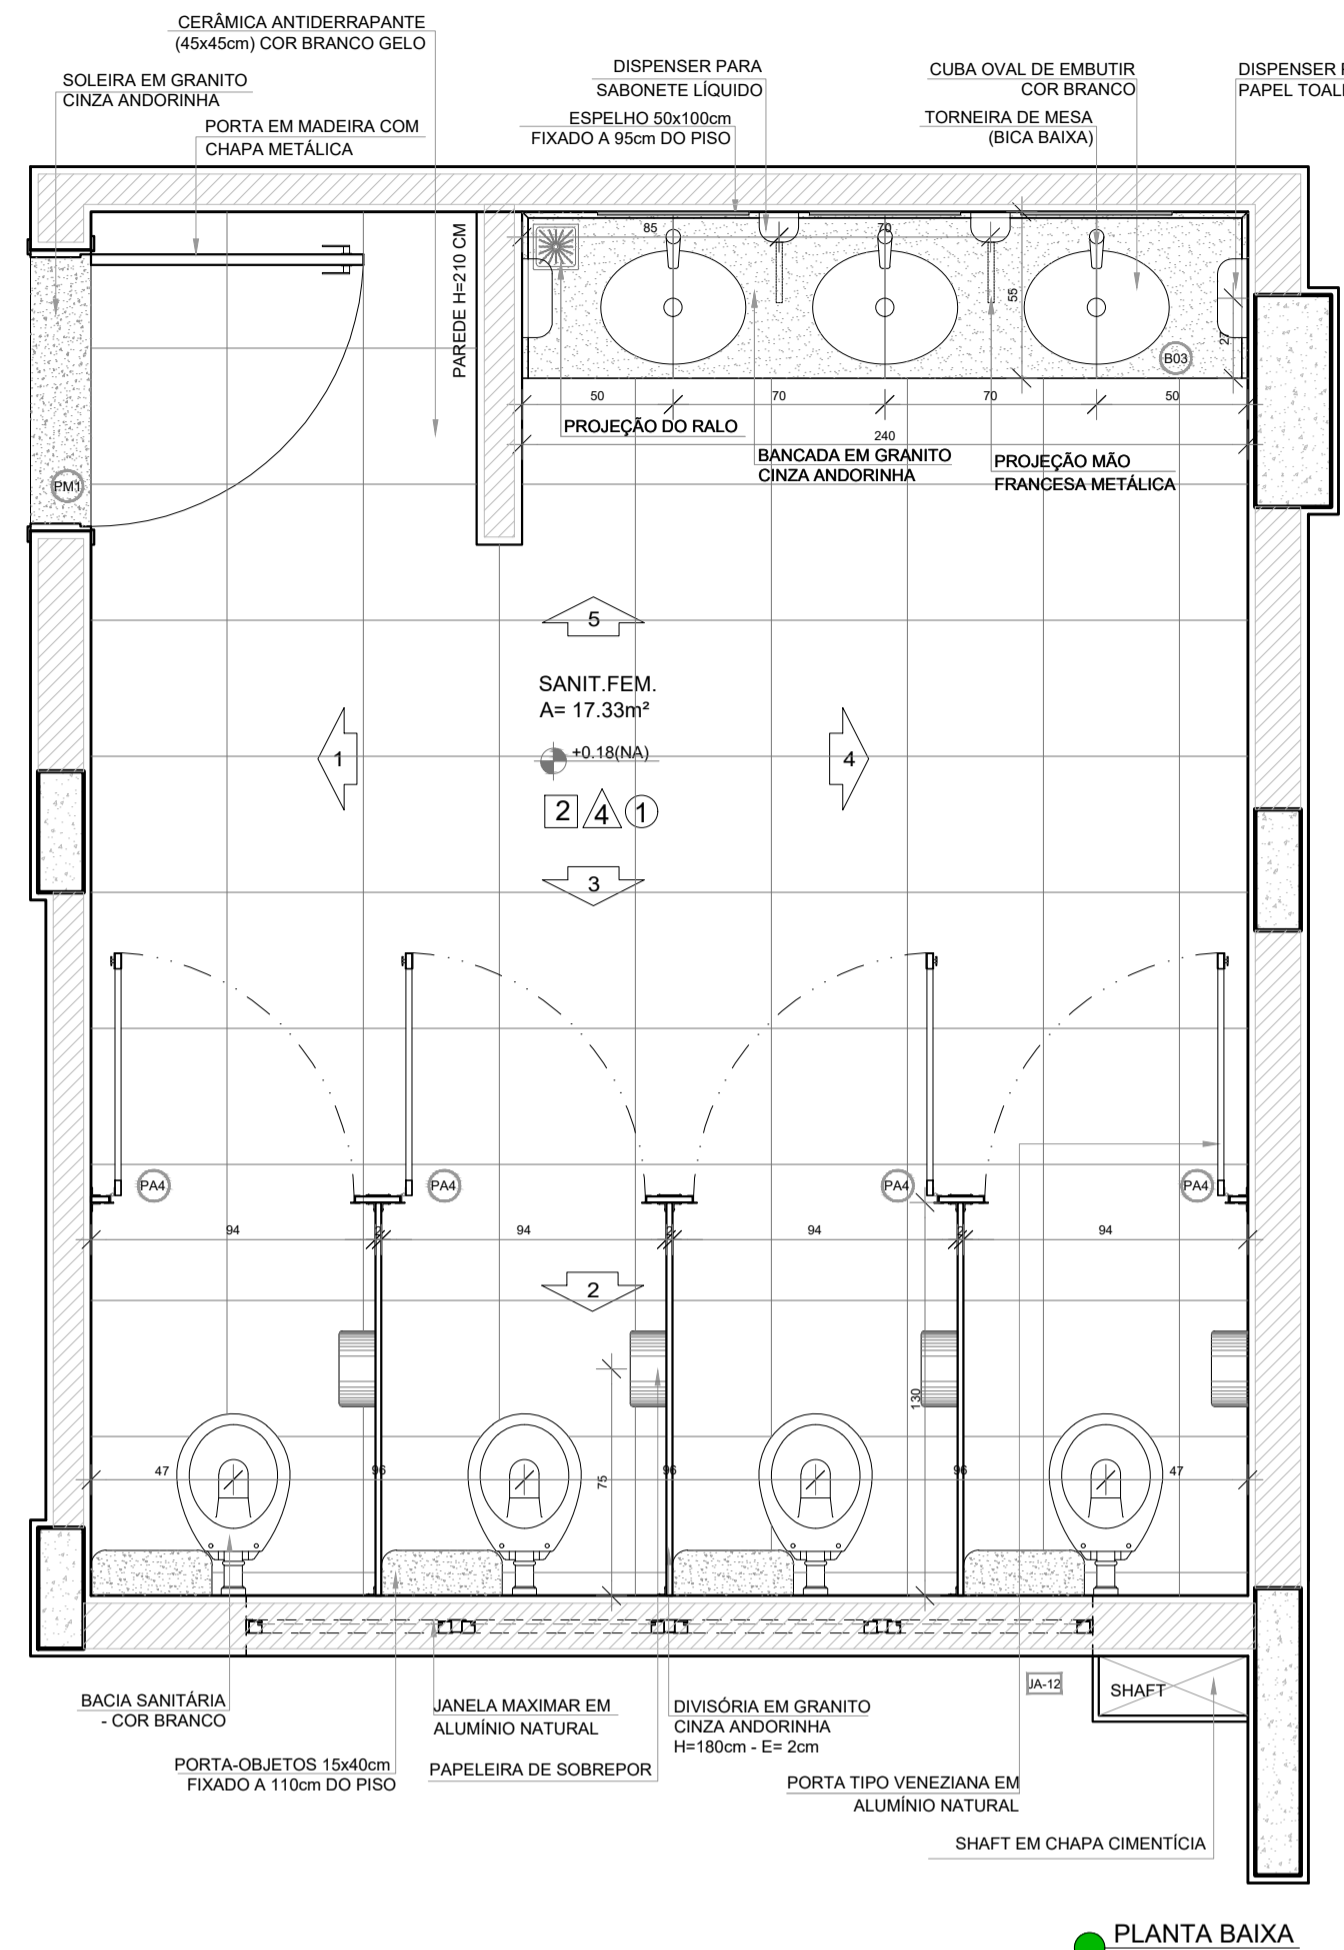 CERÂMICA ANTIDERRAPANTE
(45x45cm) COR BRANCO GELO
SOLEIRA EM GRANITO
CINZA ANDORINHA
PORTA EM MADEIRA COM
CHAPA METÁLICA
DISPENSER PARA
SABONETE LÍQUIDO
ESPELHO 50x100cm
FIXADO A 95cm DO PISO
CUBA OVAL DE EMBUTIR
COR BRANCO
TORNEIRA DE MESA
(BICA BAIXA)
DISPENSER
PAPEL
PAREDE H=210 CM
85
70
55
27
B03
50
70
70
50
240
PROJEÇÃO DO RALO
BANCADA EM GRANITO
CINZA ANDORINHA
PROJEÇÃO MÃO
FRANCESA METÁLICA
PM1
5
SANIT.FEM.
A= 17.33m²
+0.18(NA)
1
4
2 4 1
3
PA4
PA4
PA4
PA4
94
2
94
2
94
2
94
2
130
75
47
96
96
96
47
JA-12
SHAFT
BACIA SANITÁRIA
- COR BRANCO
JANELA MAXIMAR EM
ALUMÍNIO NATURAL
DIVISÓRIA EM GRANITO
CINZA ANDORINHA
H=180cm - E= 2cm
PORTA-OBJETOS 15x40cm
FIXADO A 110cm DO PISO
PAPELEIRA DE SOBREPOR
PORTA TIPO VENEZIANA EM
ALUMÍNIO NATURAL
SHAFT EM CHAPA CIMENTÍCIA
PLANTA BAIXA